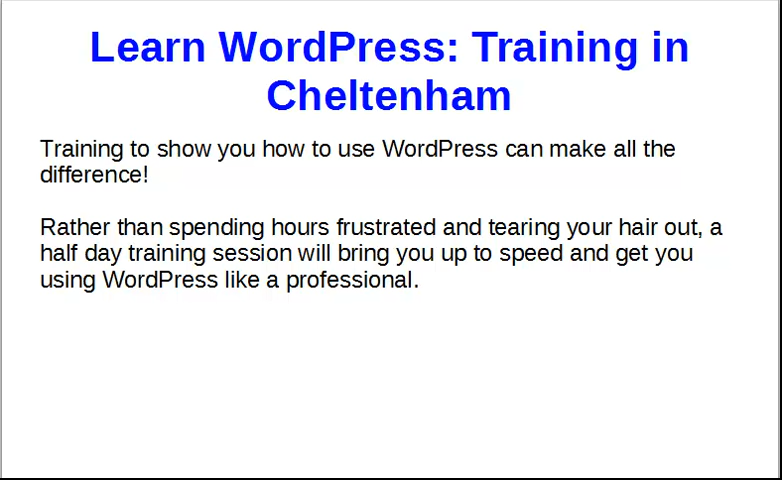 Learn WordPress: Training in
Cheltenham
Training to show you how to use WordPress can make all the
difference!
Rather than spending hours frustrated and tearing your hair out, a
half day training session will bring you up to speed and get you
using WordPress like a professional.